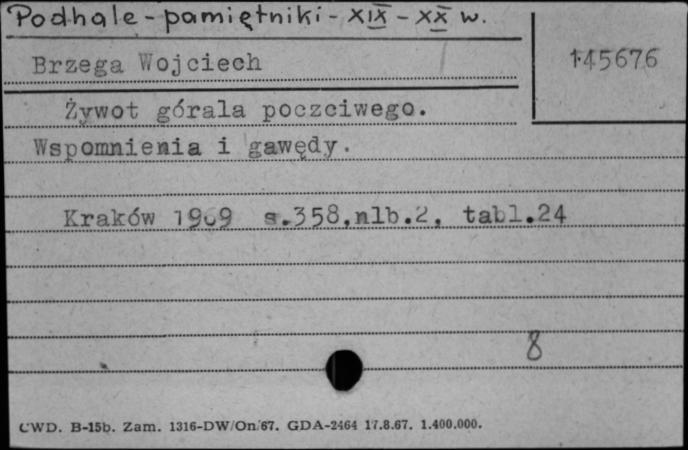 Podhale - pamiętniki - XIX - XX w.
145676
Brzega Wojciech
Żywot górala poczciwego.
Wspomnienia i gawędy.
Kraków 1969 s.358,nlb.2, tabl.24
8
CWD. B-15b. Zam. 1316-DW/On/67. GDA-2464 17.8.67. 1.400.000.